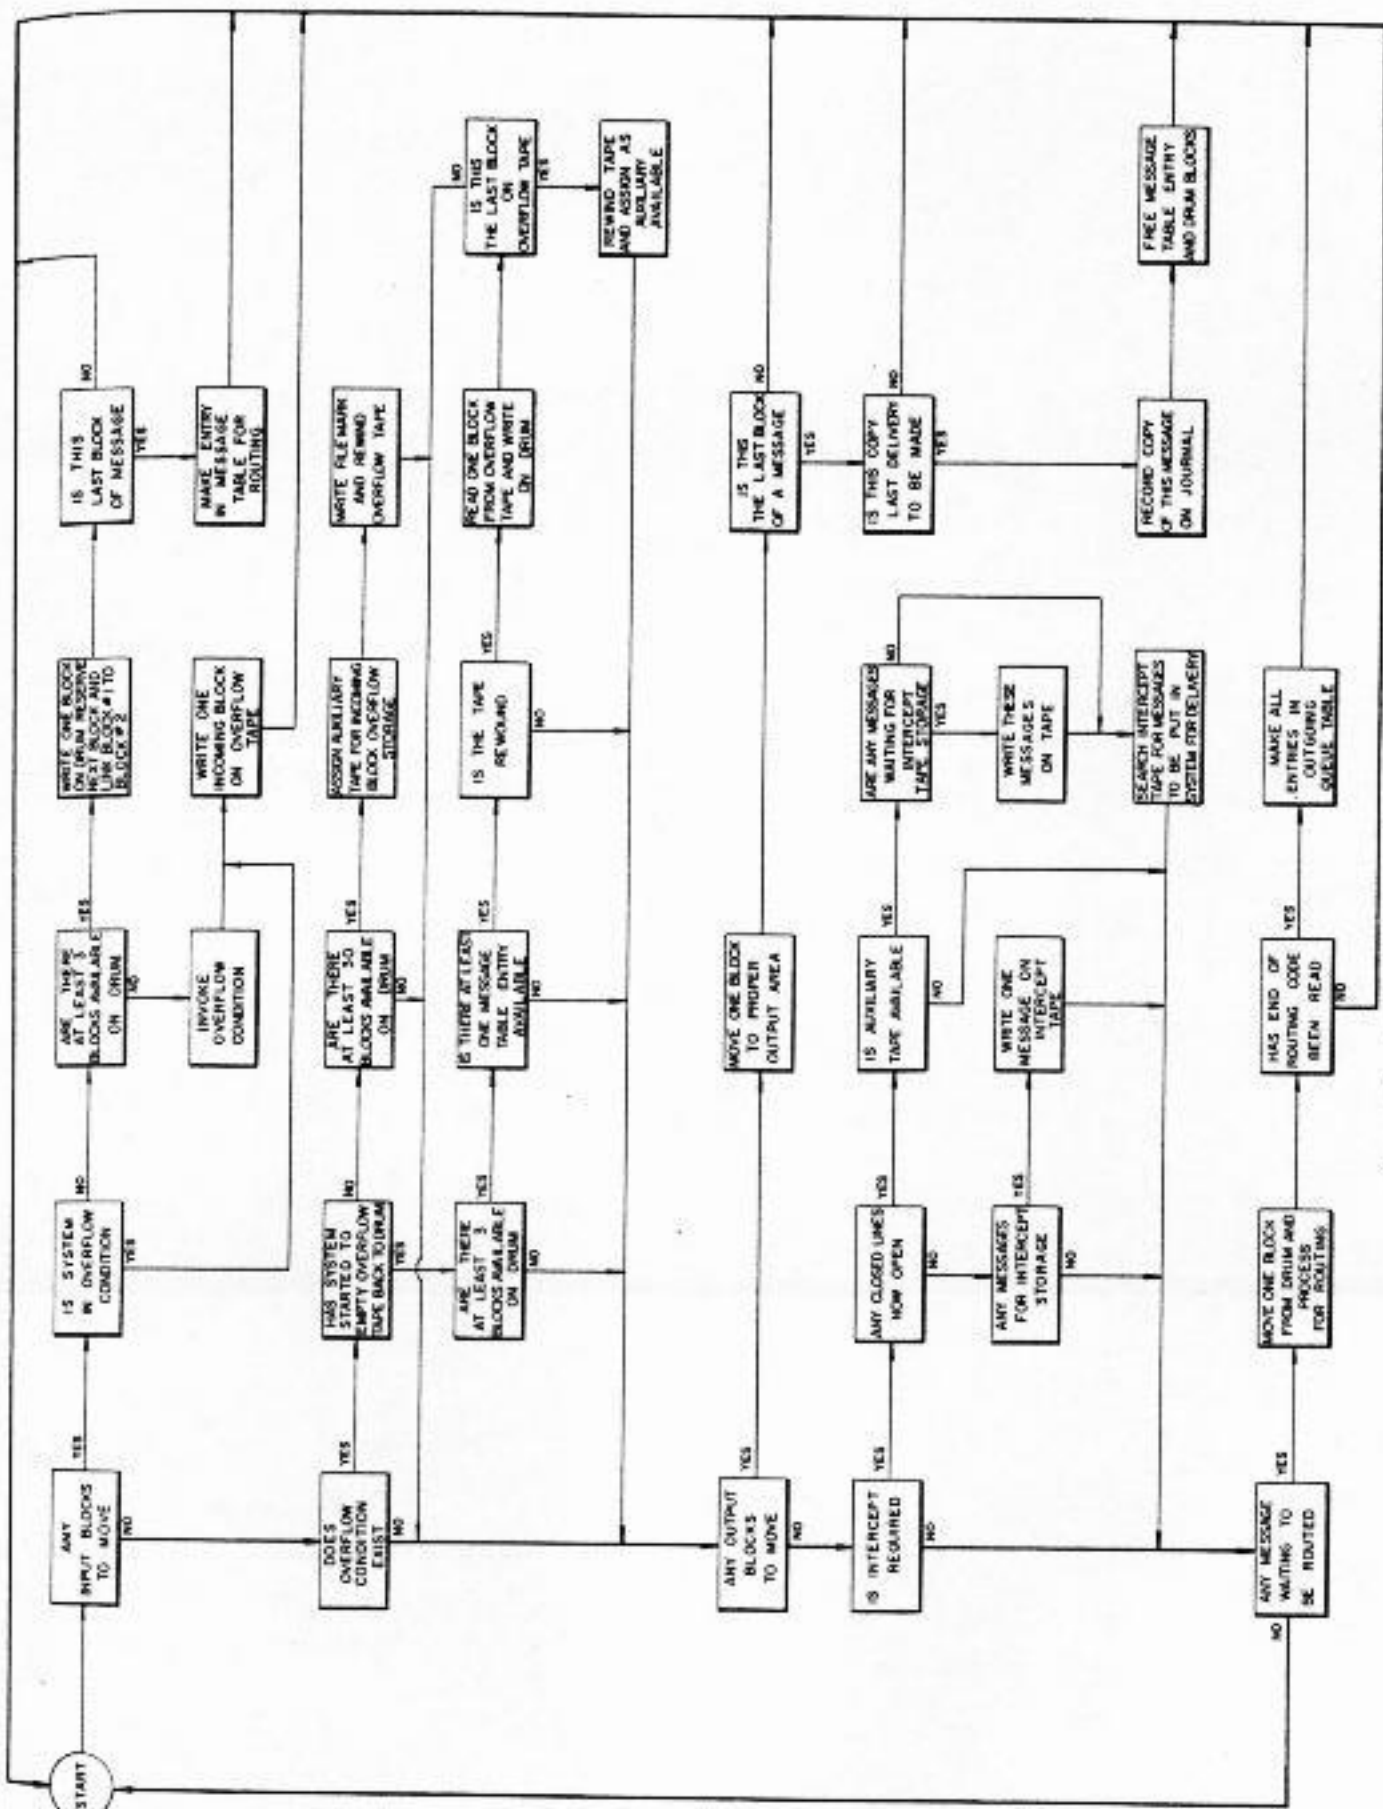 START
ANY
INPUT BLOCKS
TO MOVE
YES
NO
IS SYSTEM
IN OVERFLOW
CONDITION
NO
YES
ARE THERE
AT LEAST 3
BLOCKS AVAILABLE
ON DRUM
YES
NO
WRITE ONE BLOCK
ON DRUM RESERVE
NEXT BLOCK AND
LINK BLOCK #1 TO
BLOCK #2
IS THIS
LAST BLOCK
OF MESSAGE
NO
YES
INVOKE
OVERFLOW
CONDITION
WRITE ONE
INCOMING BLOCK
ON OVERFLOW
TAPE
MAKE ENTRY
IN MESSAGE
TABLE FOR
ROUTING
DOES
OVERFLOW
CONDITION
EXIST
YES
NO
HAS SYSTEM
STARTED TO
EMPTY OVERFLOW
TAPE BACK TO DRUM
NO
YES
ARE THERE
AT LEAST 30
BLOCKS AVAILABLE
ON DRUM
YES
NO
ASSIGN AUXILIARY
TAPE FOR INCOMING
BLOCK OVERFLOW
STORAGE
WRITE FILE MARK
AND REWIND
OVERFLOW TAPE
ARE THERE
AT LEAST 3
BLOCKS AVAILABLE
ON DRUM
YES
NO
IS THERE AT LEAST
ONE MESSAGE
TABLE ENTRY
AVAILABLE
YES
NO
IS THE TAPE
REWOUND
YES
NO
READ ONE BLOCK
FROM OVERFLOW
TAPE AND WRITE
ON DRUM
IS THIS
THE LAST BLOCK
ON
OVERFLOW TAPE
NO
YES
REWIND TAPE
AND ASSIGN AS
AUXILIARY
AVAILABLE
ANY OUTPUT
BLOCKS
TO MOVE
YES
NO
MOVE ONE BLOCK
TO PROPER
OUTPUT AREA
IS THIS
THE LAST BLOCK
OF A MESSAGE
NO
YES
IS INTERCEPT
REQUIRED
YES
NO
ANY CLOSED LINES
NOW OPEN
YES
NO
IS AUXILIARY
TAPE AVAILABLE
YES
NO
ARE ANY MESSAGES
WAITING FOR
INTERCEPT
TAPE STORAGE
NO
YES
IS THIS COPY
LAST DELIVERY
TO BE MADE
NO
YES
ANY MESSAGES
FOR INTERCEPT
STORAGE
YES
NO
WRITE ONE
MESSAGE ON
INTERCEPT
TAPE
WRITE THESE
MESSAGES
ON TAPE
SEARCH INTERCEPT
TAPE FOR MESSAGES
TO BE PUT IN
SYSTEM FOR DELIVERY
RECORD COPY
OF THIS MESSAGE
ON JOURNAL
FREE MESSAGE
TABLE ENTRY
AND DRUM BLOCKS
ANY MESSAGE
WAITING TO
BE ROUTED
NO
YES
MOVE ONE BLOCK
FROM DRUM AND
PROCESS
FOR ROUTING
HAS END OF
ROUTING CODE
BEEN READ
YES
NO
MAKE ALL
ENTRIES IN
OUTGOING
QUEUE TABLE